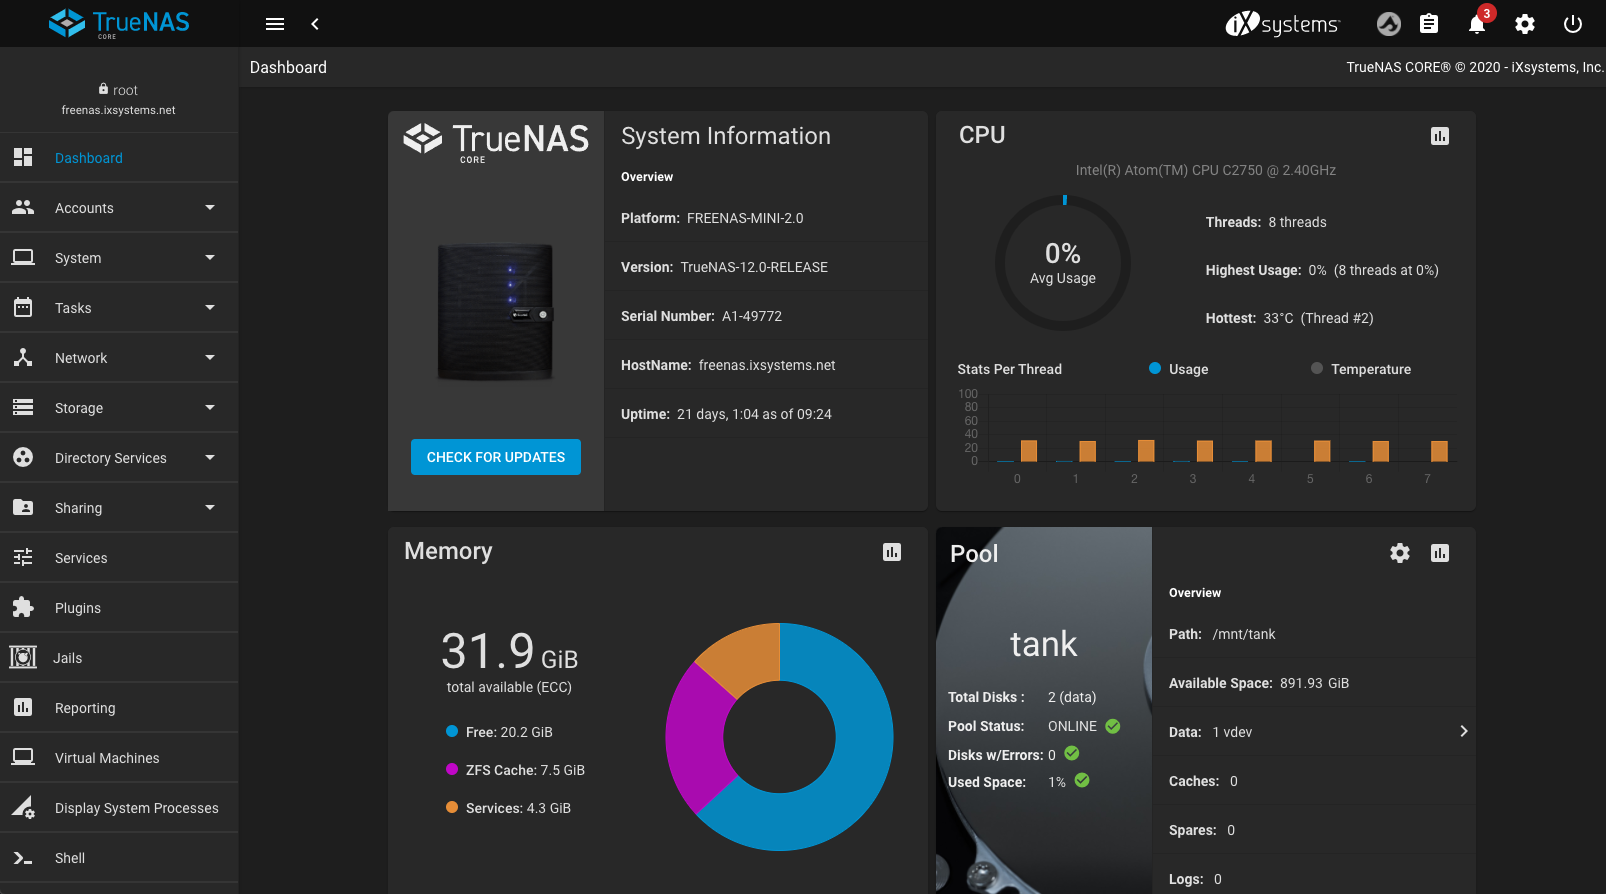 TrueNAS
CORE
iXsystems
3
root
freenas.ixsystems.net
Dashboard
Accounts
System
Tasks
Network
Storage
Directory Services
Sharing
Services
Plugins
Jails
Reporting
Virtual Machines
Display System Processes
Shell
Dashboard
TrueNAS CORE® © 2020 - iXsystems, Inc.
TrueNAS
CORE
CHECK FOR UPDATES
System Information
Overview
Platform: FREENAS-MINI-2.0
Version: TrueNAS-12.0-RELEASE
Serial Number: A1-49772
HostName: freenas.ixsystems.net
Uptime: 21 days, 1:04 as of 09:24
CPU
Intel(R) Atom(TM) CPU C2750 @ 2.40GHz
0%
Avg Usage
Threads: 8 threads
Highest Usage: 0% (8 threads at 0%)
Hottest: 33°C (Thread #2)
Stats Per Thread Usage Temperature
100
80
60
40
20
0
0 1 2 3 4 5 6 7
Memory
31.9 GiB
total available (ECC)
Free: 20.2 GiB
ZFS Cache: 7.5 GiB
Services: 4.3 GiB
Pool
tank
Total Disks : 2 (data)
Pool Status: ONLINE
Disks w/Errors: 0
Used Space: 1%
Overview
Path: /mnt/tank
Available Space: 891.93 GiB
Data: 1 vdev
Caches: 0
Spares: 0
Logs: 0